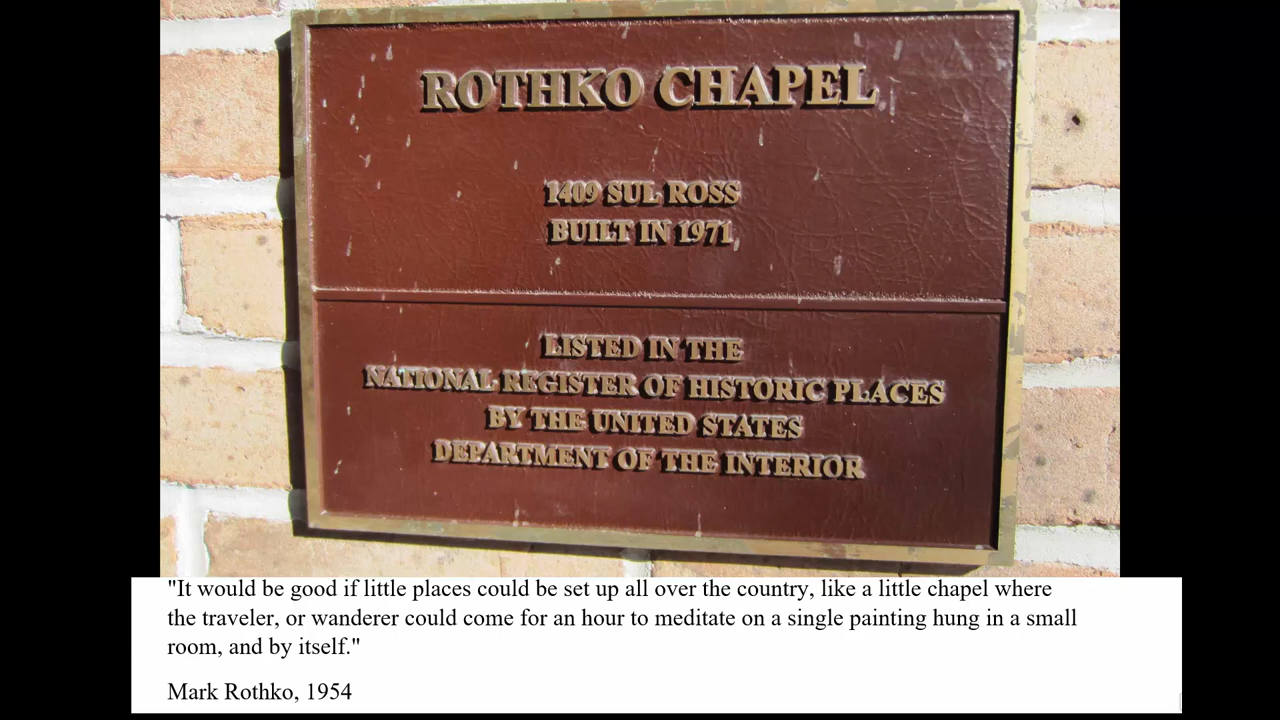 ROTHKO CHAPEL
1409 SUL ROSS
BUILT IN 1971
LISTED IN THE
NATIONAL REGISTER OF HISTORIC PLACES
BY THE UNITED STATES
DEPARTMENT OF THE INTERIOR
"It would be good if little places could be set up all over the country, like a little chapel where
the traveler, or wanderer could come for an hour to meditate on a single painting hung in a small
room, and by itself."
Mark Rothko, 1954